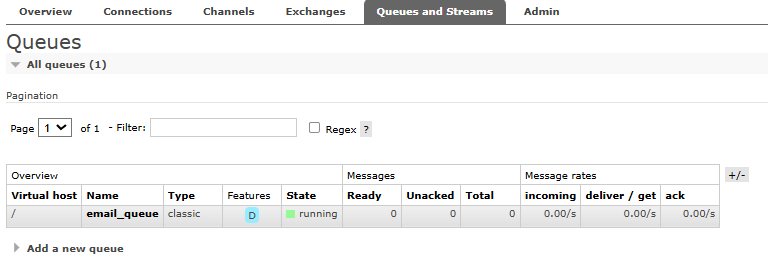 Overview Connections Channels Exchanges Queues and Streams Admin
Queues
All queues (1)
Pagination
Page 1 of 1 - Filter: Regex ?
Overview Messages Message rates +/-
Virtual host Name Type Features State Ready Unacked Total incoming deliver / get ack
/ email_queue classic D running 0 0 0 0.00/s 0.00/s 0.00/s
Add a new queue